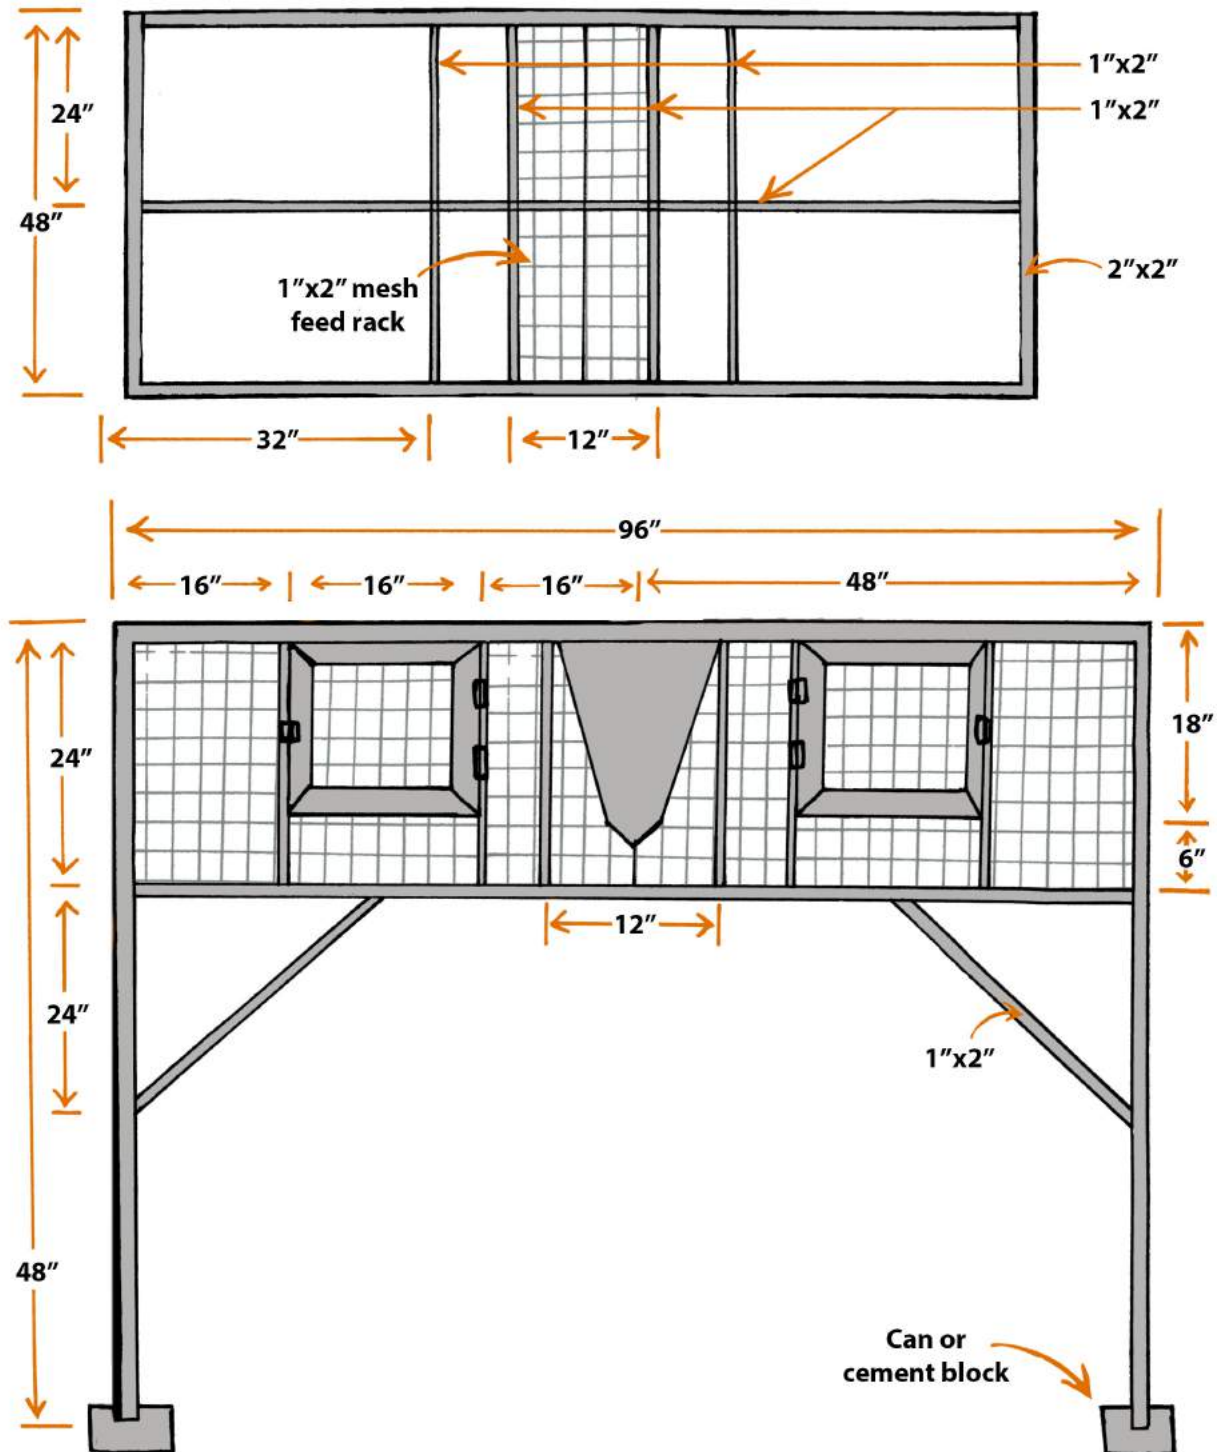 1”x2”
24”
1”x2”
48”
2”x2”
1”x2” mesh
feed rack
32”
12”
96”
16”
16”
16”
48”
18”
24”
6”
12”
24”
1”x2”
48”
Can or
cement block